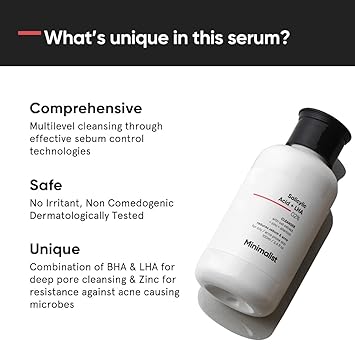 What's unique in this serum?
Comprehensive
Multilevel cleansing through
effective sebum control
technologies
Safe
No Irritant, Non Comedogenic
Dermatologically Tested
Unique
Combination of BHA & LHA for
deep pore cleansing & Zinc for
resistance against acne causing
microbes
Salicylic
Acid + LHA
02%
CLEANSER
Minimalist